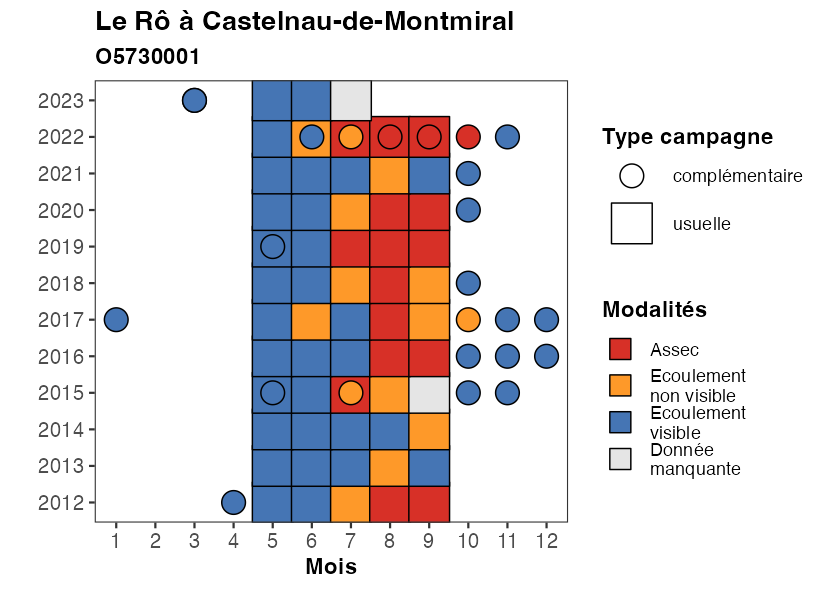 Le Rô à Castelnau-de-Montmiral
O5730001
2023
2022
2021
2020
2019
2018
2017
2016
2015
2014
2013
2012
1 2 3 4 5 6 7 8 9 10 11 12
Mois
Type campagne
complémentaire
usuelle
Modalités
Assec
Ecoulement
non visible
Ecoulement
visible
Donnée
manquante